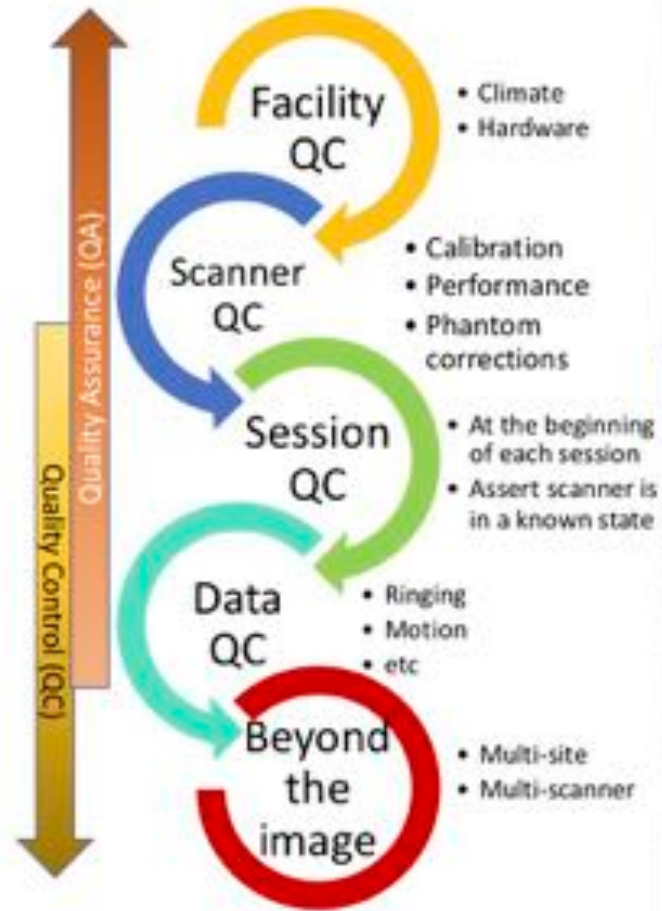 Facility
QC
• Climate
• Hardware
Scanner
QC
• Calibration
• Performance
• Phantom
corrections
Session
QC
• At the beginning
of each session
• Assert scanner is
in a known state
Data
QC
• Ringing
• Motion
• etc
Beyond
the
image
• Multi-site
• Multi-scanner
Quality Assurance (QA)
Quality Control (QC)